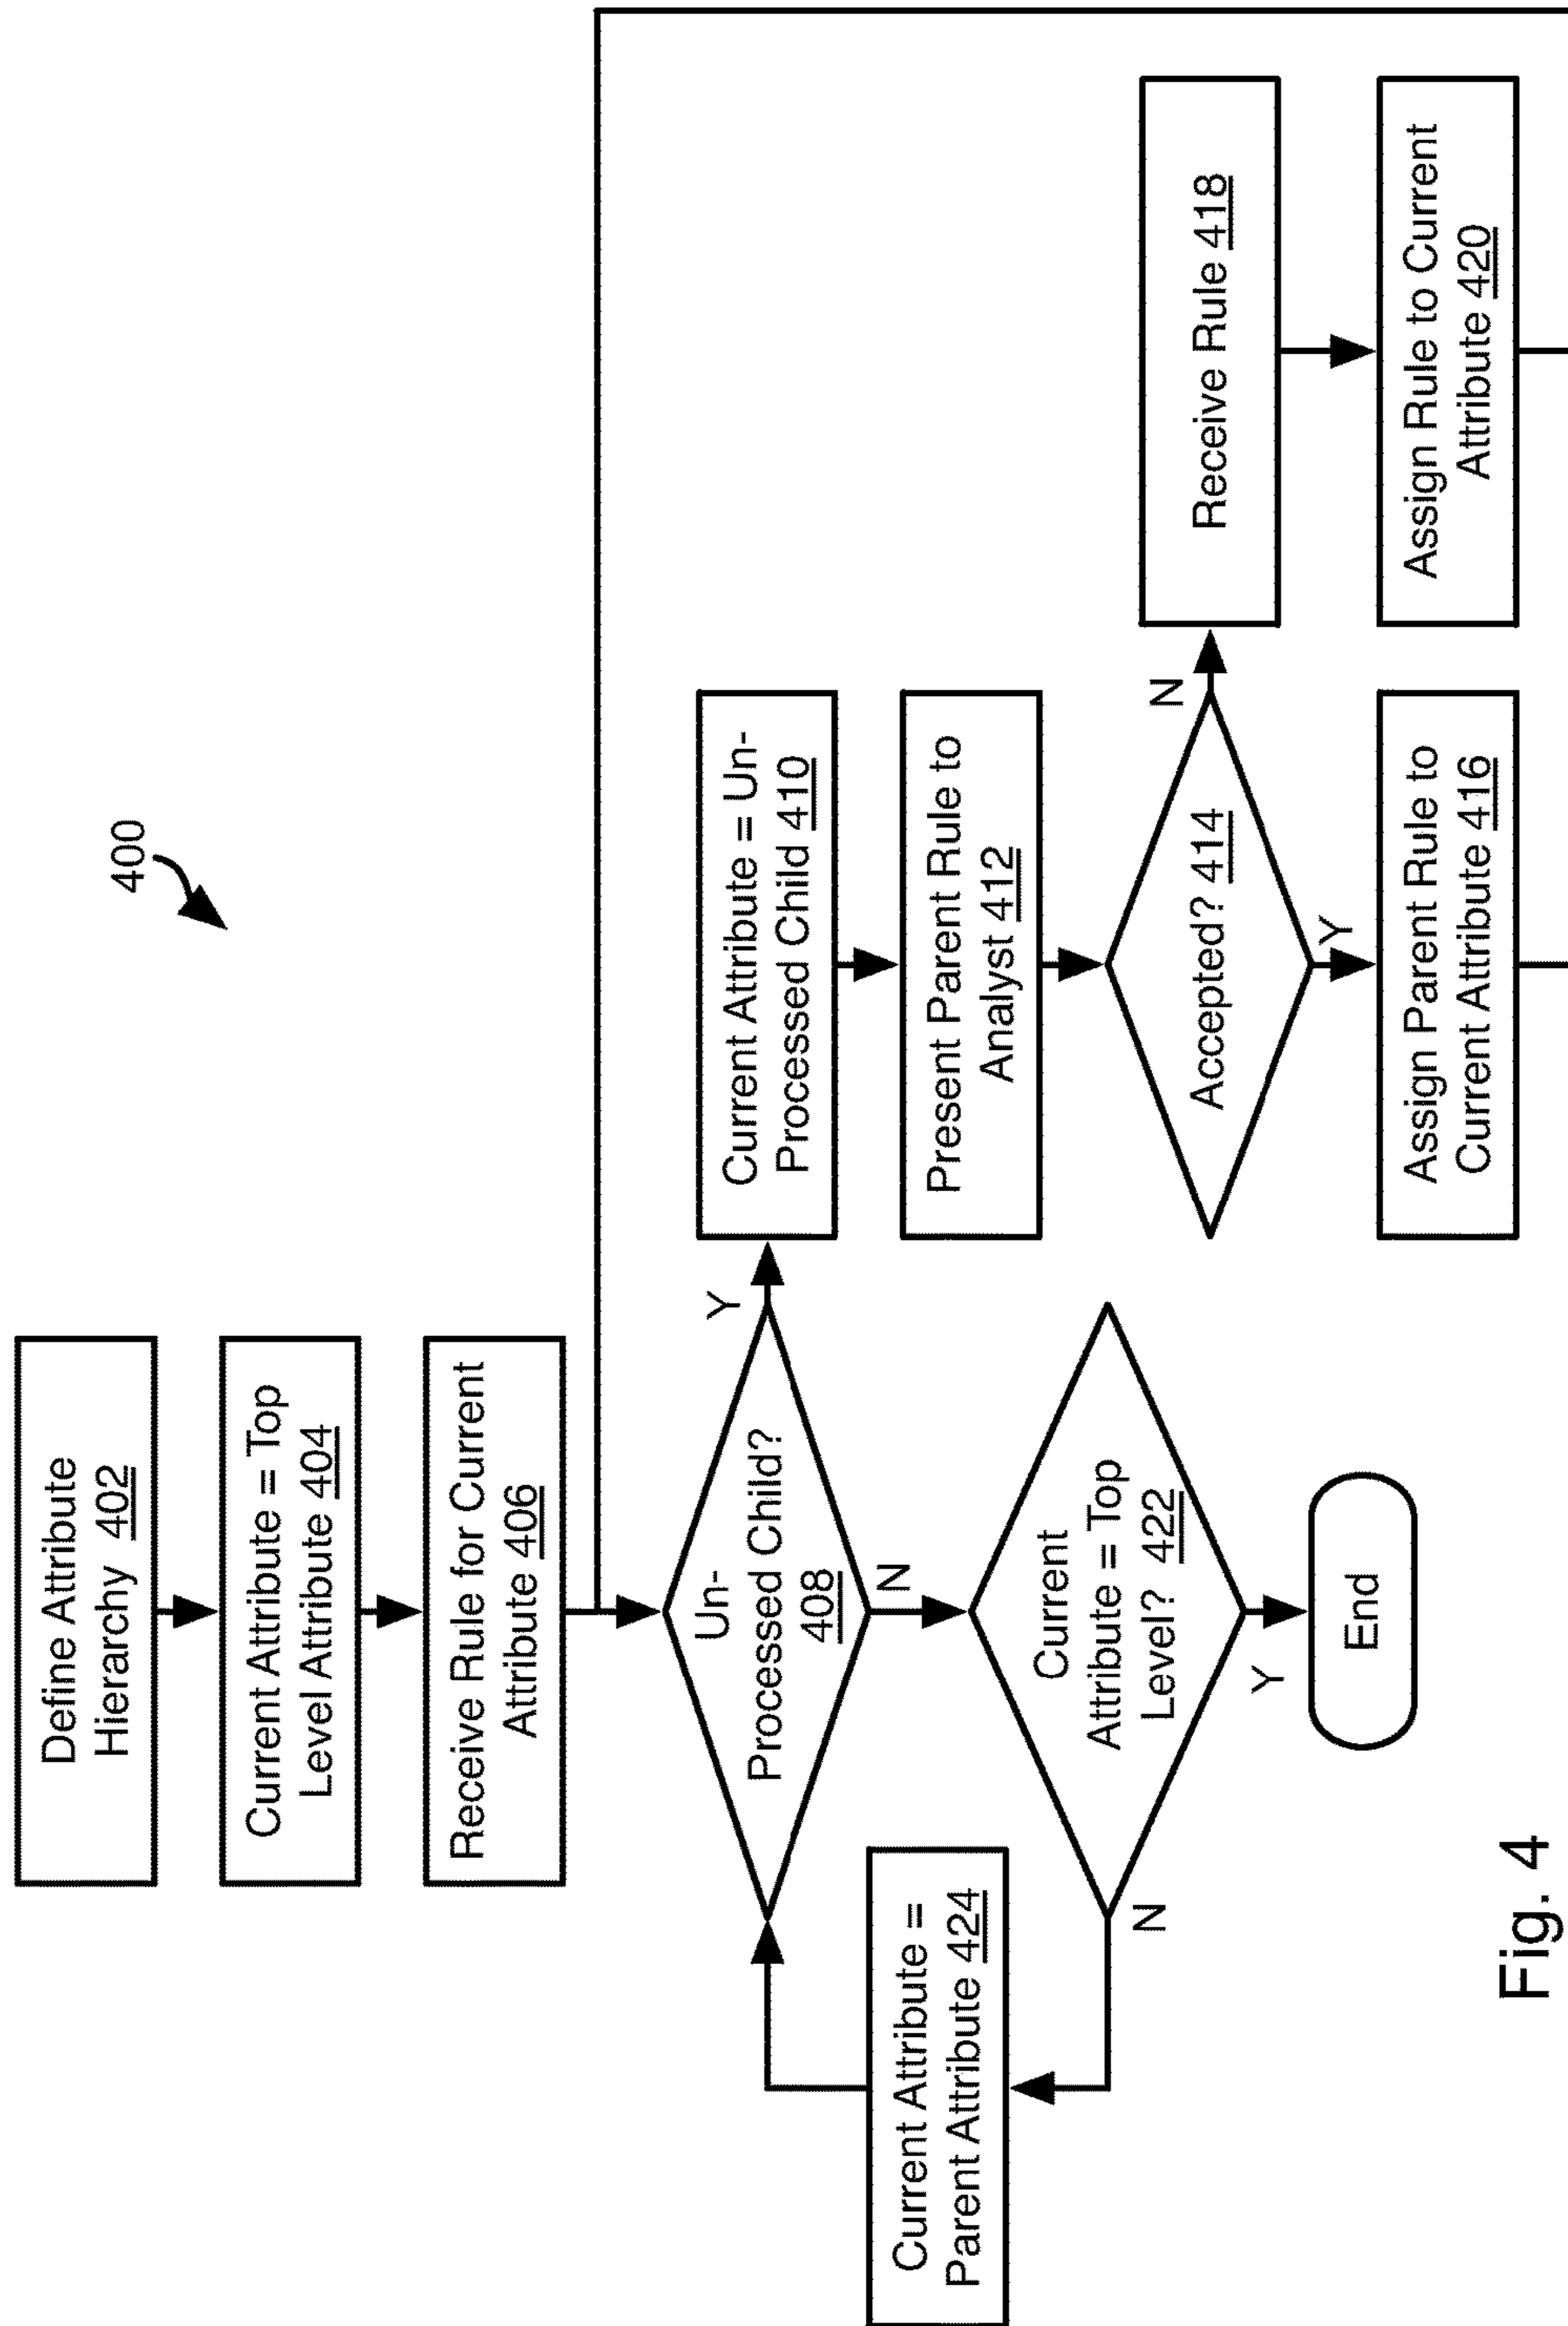 400
Define Attribute
Hierarchy 402
Current Attribute = Top
Level Attribute 404
Receive Rule for Current
Attribute 406
Un-
Processed Child?
408
Y
N
Current Attribute = Un-
Processed Child 410
Present Parent Rule to
Analyst 412
Accepted? 414
N
Y
Receive Rule 418
Assign Rule to Current
Attribute 420
Assign Parent Rule to
Current Attribute 416
Current Attribute =
Parent Attribute 424
Current
Attribute = Top
Level? 422
N
Y
End
Fig. 4